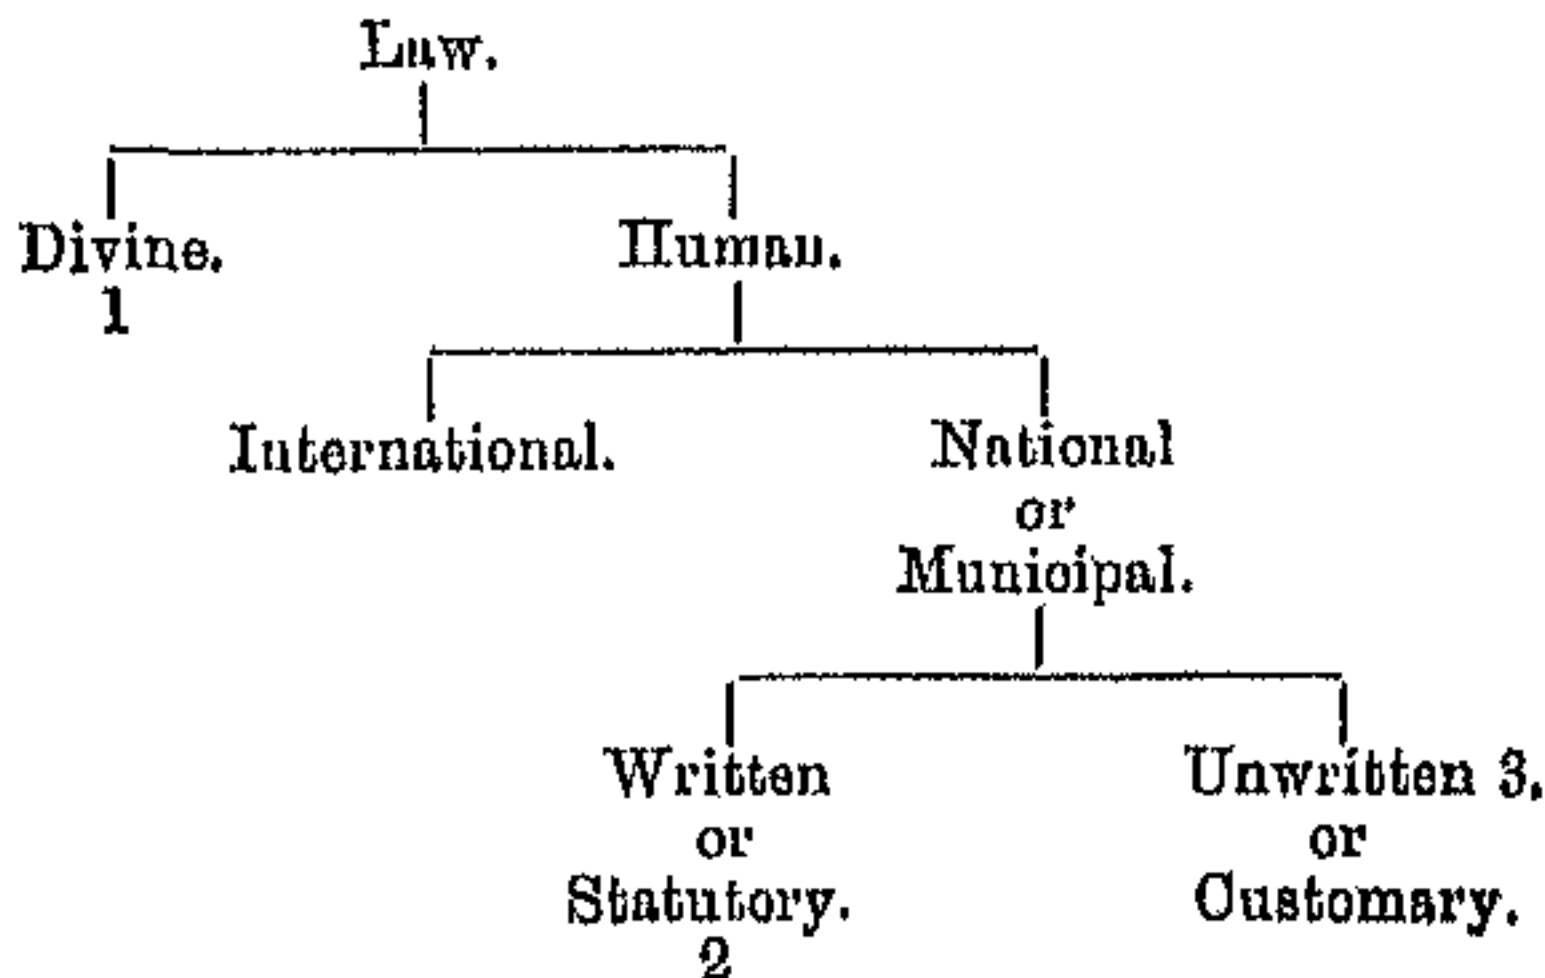 Law.
Divine.
1
Human.
International.
National
or
Municipal.
Written
or
Statutory.
2
Unwritten 3.
or
Customary.